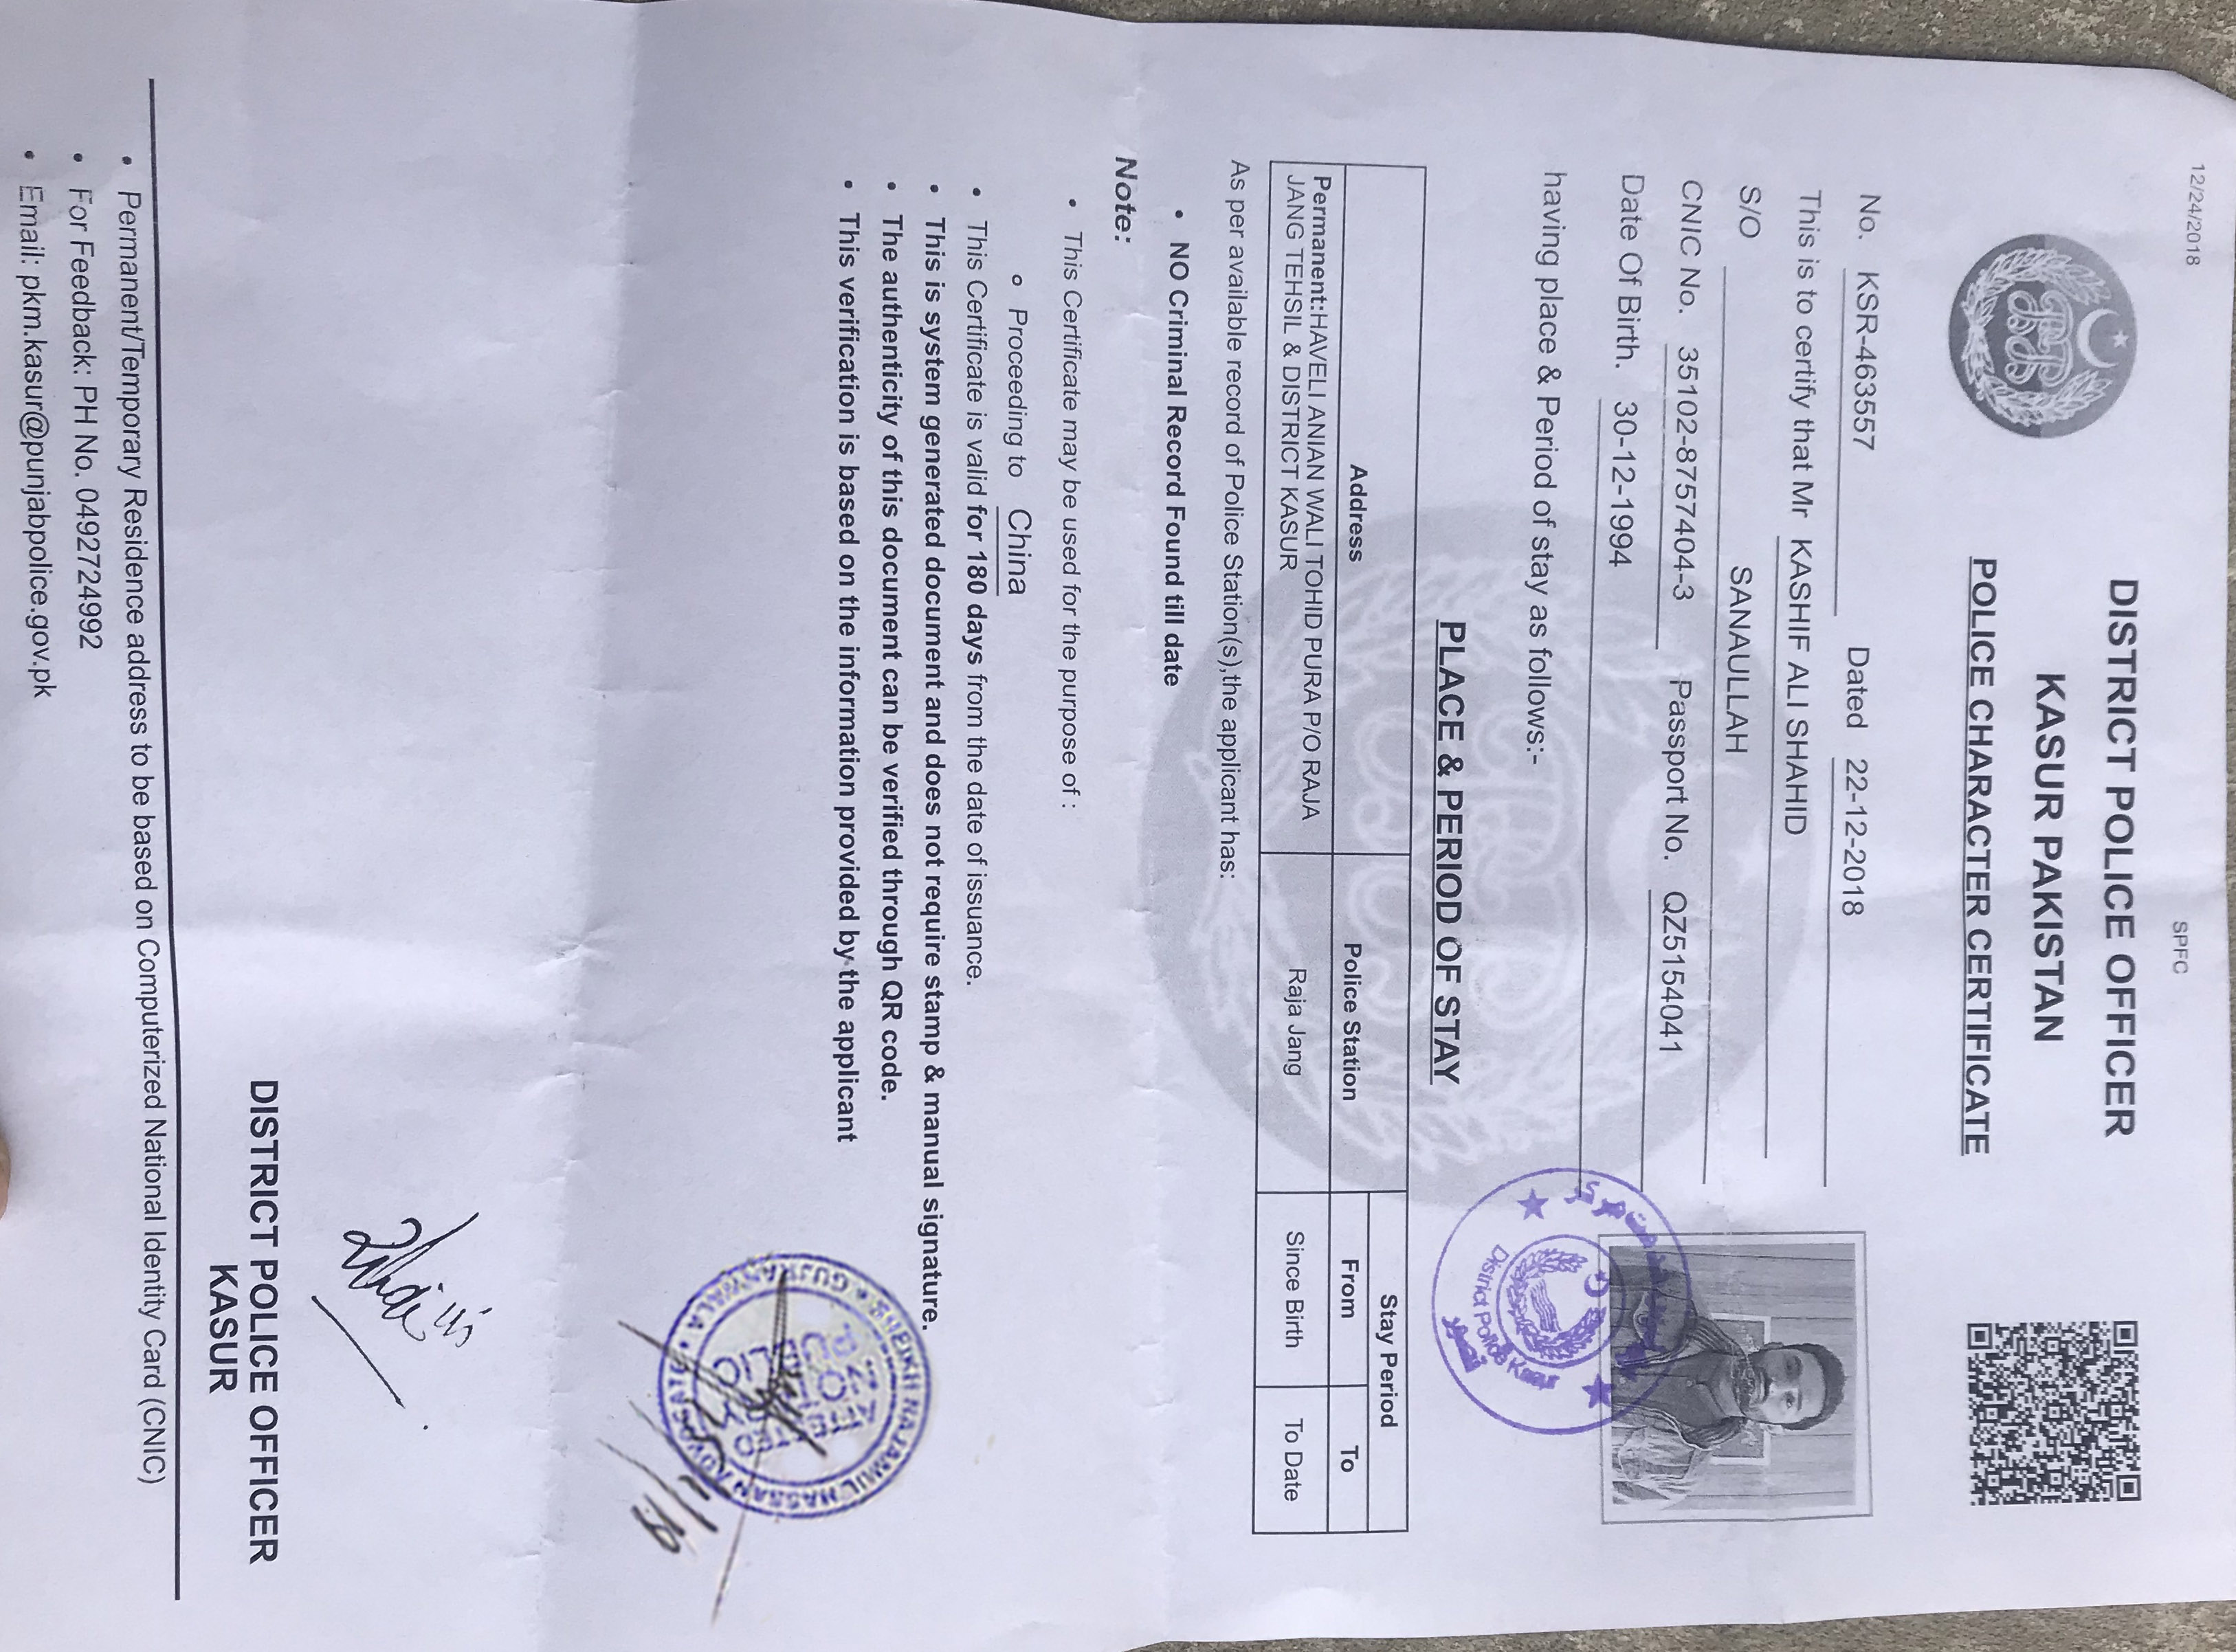 12/24/2018 SPFC
DISTRICT POLICE OFFICER
KASUR PAKISTAN
POLICE CHARACTER CERTIFICATE
No. KSR-463557 Dated 22-12-2018
This is to certify that Mr KASHIF ALI SHAHID
S/O SANAULLAH
CNIC No. 35102-8757404-3 Passport No. QZ5154041
Date Of Birth. 30-12-1994
having place & Period of stay as follows:-
PLACE & PERIOD OF STAY
Address Police Station Stay Period
From To
Permanent:HAVELI ANIAN WALI TOHID PURA P/O RAJA
JANG TEHSIL & DISTRICT KASUR
Raja Jang Since Birth To Date
As per available record of Police Station(s),the applicant has:
• NO Criminal Record Found till date
Note:
• This Certificate may be used for the purpose of :
○ Proceeding to China
• This Certificate is valid for 180 days from the date of issuance.
• This is system generated document and does not require stamp & manual signature.
• The authenticity of this document can be verified through QR code.
• This verification is based on the information provided by the applicant
District Police Kasur
SHEIKH NAJAMUL HASSAN ADVOCATE • GUJRANWALA •
ATTESTED
NOTARY
PUBLIC
DISTRICT POLICE OFFICER
KASUR
• Permanent/Temporary Residence address to be based on Computerized National Identity Card (CNIC)
• For Feedback: PH No. 04927724992
• Email: pkm.kasur@punjabpolice.gov.pk